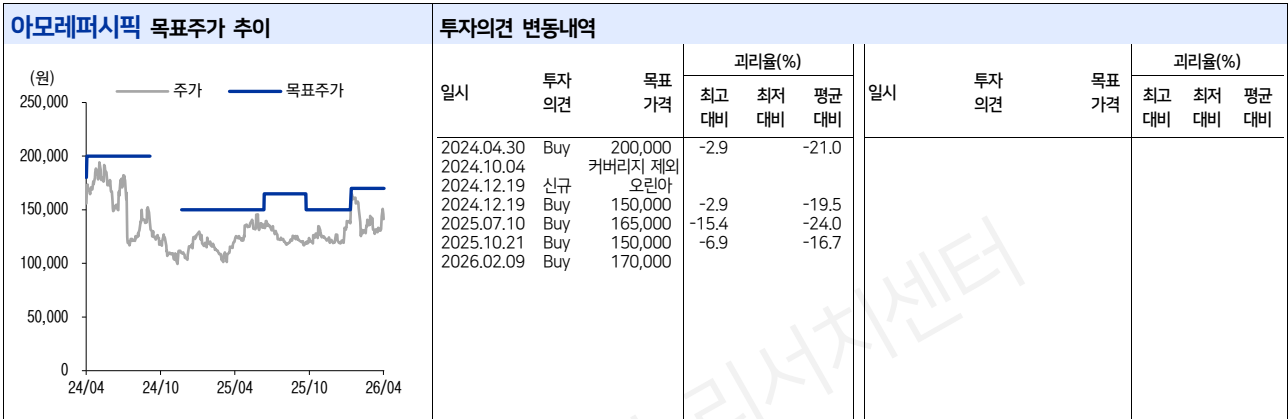 아모레퍼시픽 목표주가 추이
(원)
주가 목표주가
250,000
200,000
150,000
100,000
50,000
0
24/04 24/10 25/04 25/10 26/04
투자의견 변동내역
일시 투자의견 목표가격 괴리율(%)
최고대비 최저대비 평균대비
2024.04.30 Buy 200,000 -2.9 -21.0
2024.10.04 커버리지 제외
2024.12.19 신규 오린아
2024.12.19 Buy 150,000 -2.9 -19.5
2025.07.10 Buy 165,000 -15.4 -24.0
2025.10.21 Buy 150,000 -6.9 -16.7
2026.02.09 Buy 170,000
일시 투자의견 목표가격 괴리율(%)
최고대비 최저대비 평균대비
리서치센터